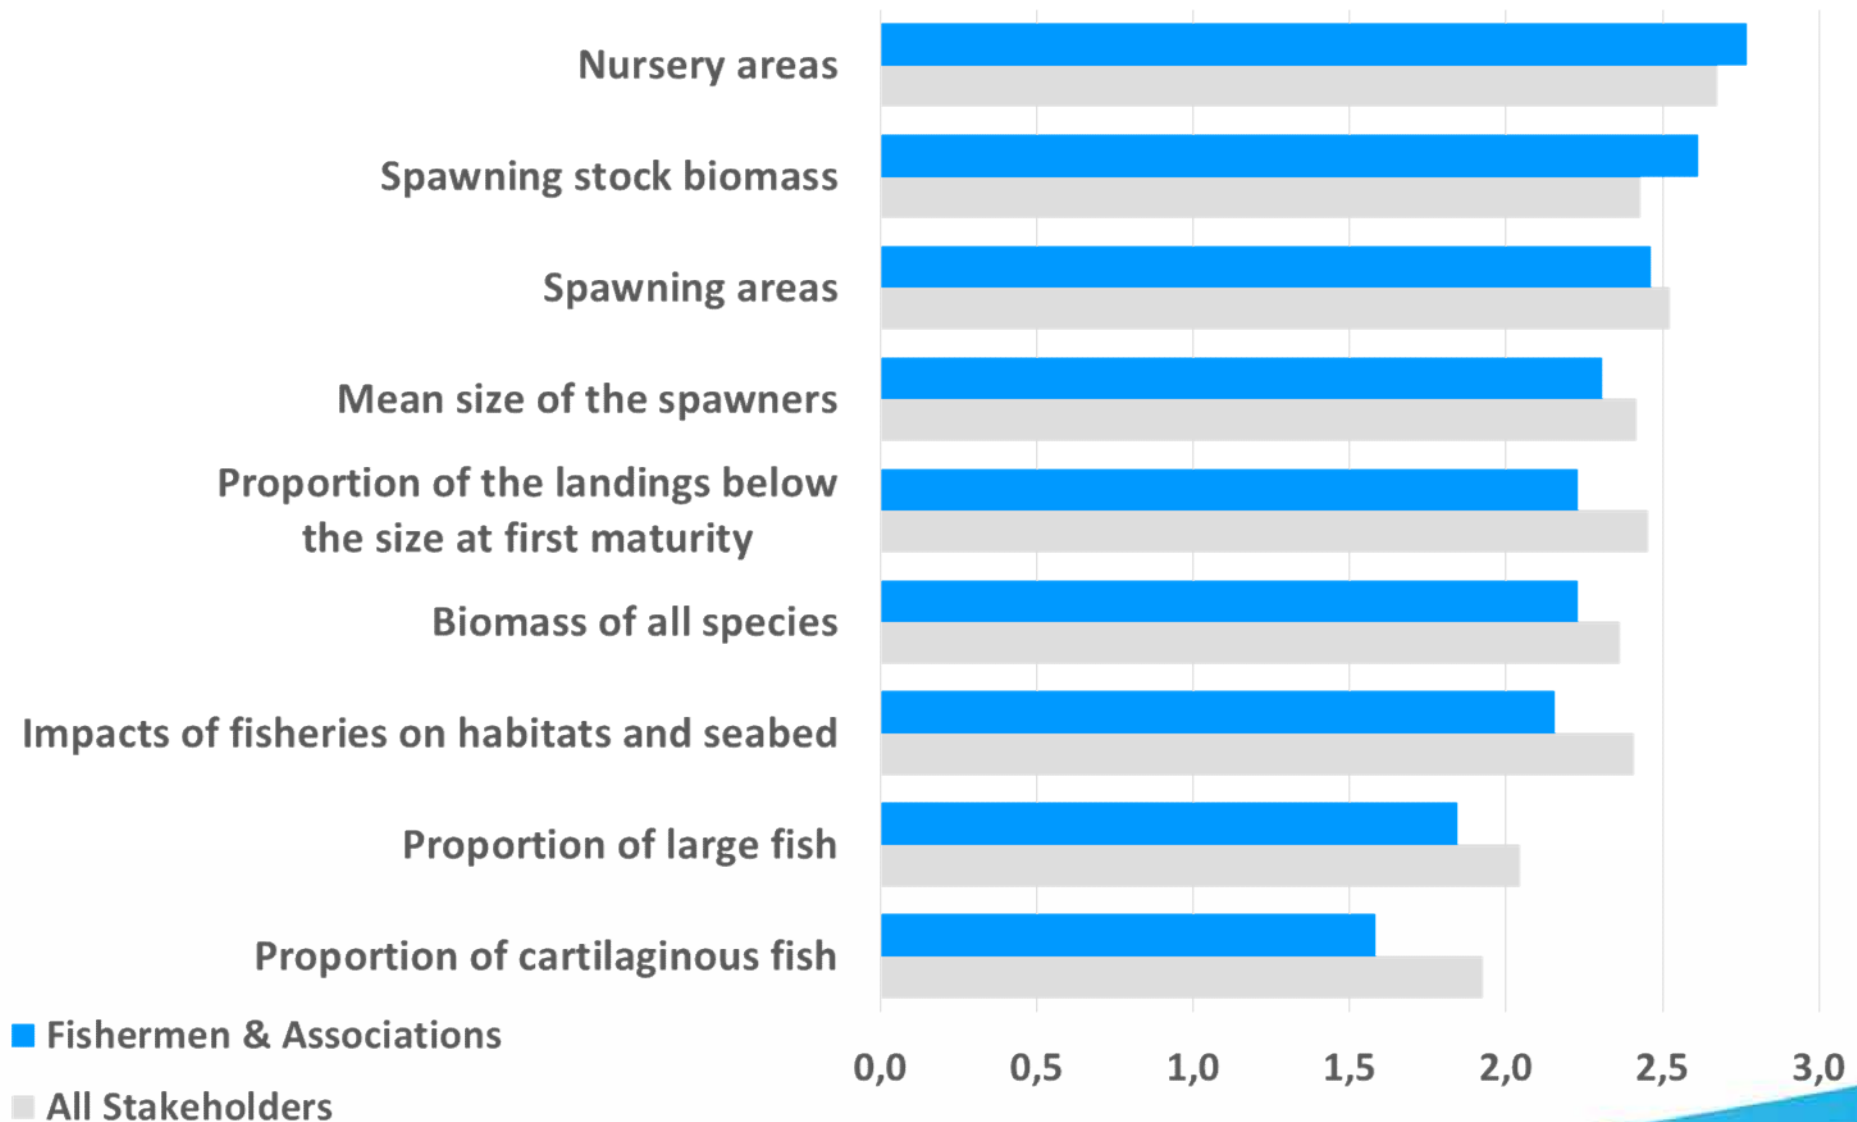 Nursery areas
Spawning stock biomass
Spawning areas
Mean size of the spawners
Proportion of the landings below
the size at first maturity
Biomass of all species
Impacts of fisheries on habitats and seabed
Proportion of large fish
Proportion of cartilaginous fish
Fishermen & Associations
All Stakeholders
0,0 0,5 1,0 1,5 2,0 2,5 3,0